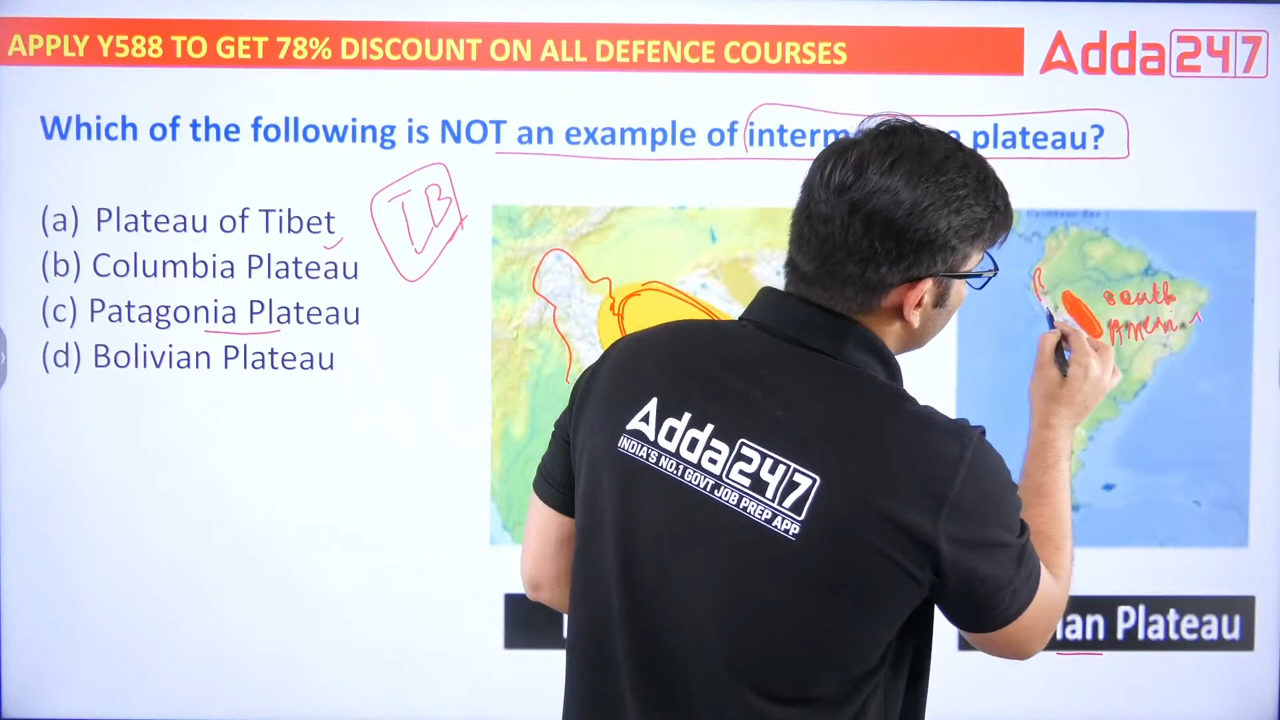 APPLY Y588 TO GET 78% DISCOUNT ON ALL DEFENCE COURSES
Adda247
Which of the following is NOT an example of plateau?
(a) Plateau of Tibet
(b) Columbia Plateau
(c) Patagonia Plateau
(d) Bolivian Plateau
TB
South
Adda247
INDIA'S NO.1 GOVT JOB PREP APP
Plateau